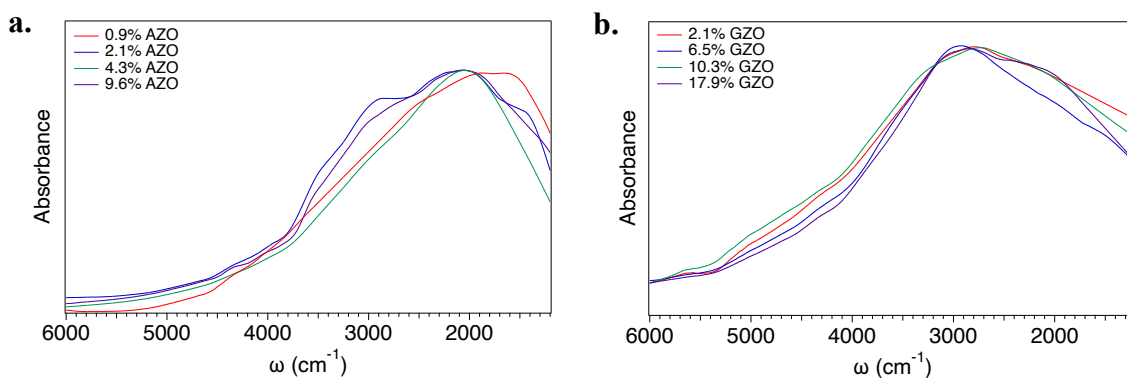 a.
0.9% AZO
2.1% AZO
4.3% AZO
9.6% AZO
Absorbance
6000 5000 4000 3000 2000
ω (cm⁻¹)
b.
2.1% GZO
6.5% GZO
10.3% GZO
17.9% GZO
Absorbance
6000 5000 4000 3000 2000
ω (cm⁻¹)